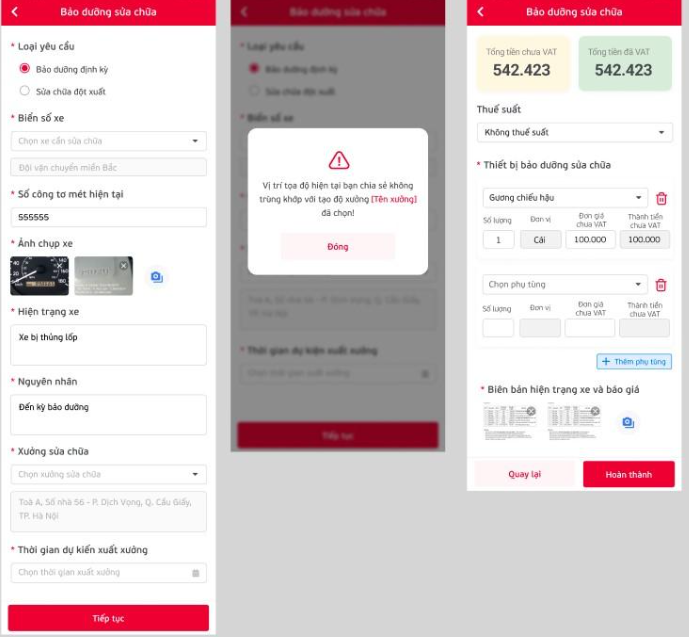 Bảo dưỡng sửa chữa
* Loại yêu cầu
Bảo dưỡng định kỳ
Sửa chữa đột xuất
* Biển số xe
Chọn xe cần sửa chữa
Đội vận chuyển miền Bắc
* Số công tơ mét hiện tại
555555
* Ảnh chụp xe
* Hiện trạng xe
Xe bị thủng lốp
* Nguyên nhân
Đến kỳ bảo dưỡng
* Xưởng sửa chữa
Chọn xưởng sửa chữa
Toà A, Số nhà 56 - P. Dịch Vọng, Q. Cầu Giấy,
TP. Hà Nội
* Thời gian dự kiến xuất xưởng
Chọn thời gian xuất xưởng
Tiếp tục
Bảo dưỡng sửa chữa
* Loại yêu cầu
Bảo dưỡng định kỳ
Sửa chữa đột xuất
* Biển số xe
Vị trí tọa độ hiện tại bạn chia sẻ không
trùng khớp với tạo độ xưởng [Tên xưởng]
đã chọn!
Đóng
Toà A, Số nhà 56 - P. Dịch Vọng, Q. Cầu Giấy,
TP. Hà Nội
* Thời gian dự kiến xuất xưởng
Chọn thời gian xuất xưởng
Tiếp tục
Bảo dưỡng sửa chữa
Tổng tiền chưa VAT
Tổng tiền đã VAT
542.423
542.423
Thuế suất
Không thuế suất
* Thiết bị bảo dưỡng sửa chữa
Gương chiếu hậu
Số lượng
Đơn vị
Đơn giá
chưa VAT
Thành tiền
chưa VAT
1
Cái
100.000
100.000
Chọn phụ tùng
Số lượng
Đơn vị
Đơn giá
chưa VAT
Thành tiền
chưa VAT
+ Thêm phụ tùng
* Biên bản hiện trạng xe và báo giá
Quay lại
Hoàn thành